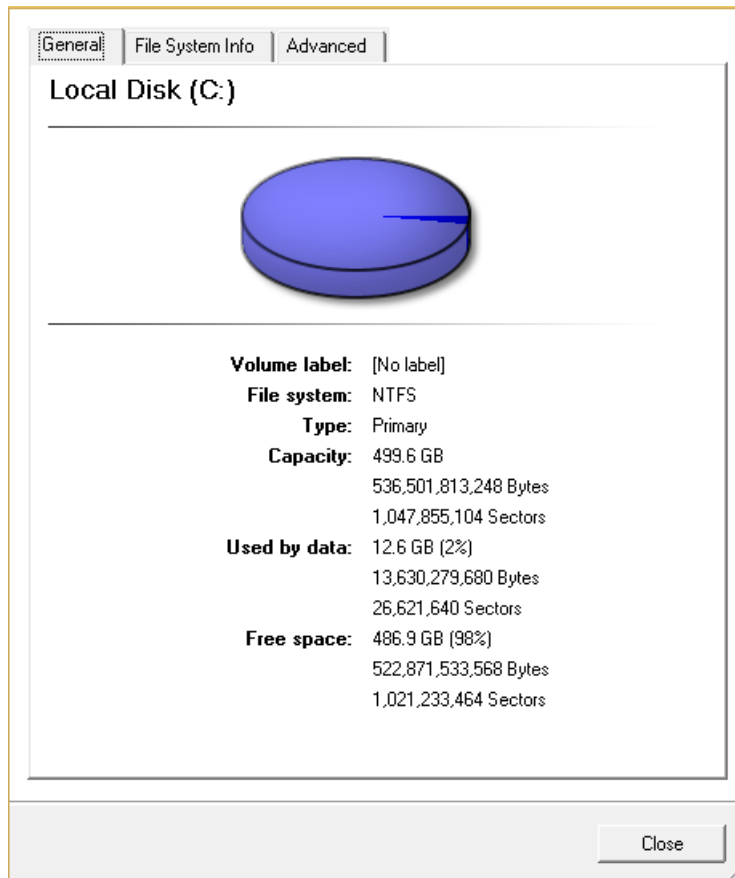 General File System Info Advanced
Local Disk (C:)
Volume label: [No label]
File system: NTFS
Type: Primary
Capacity: 499.6 GB
536,501,813,248 Bytes
1,047,855,104 Sectors
Used by data: 12.6 GB (2%)
13,630,279,680 Bytes
26,621,640 Sectors
Free space: 486.9 GB (98%)
522,871,533,568 Bytes
1,021,233,464 Sectors
Close